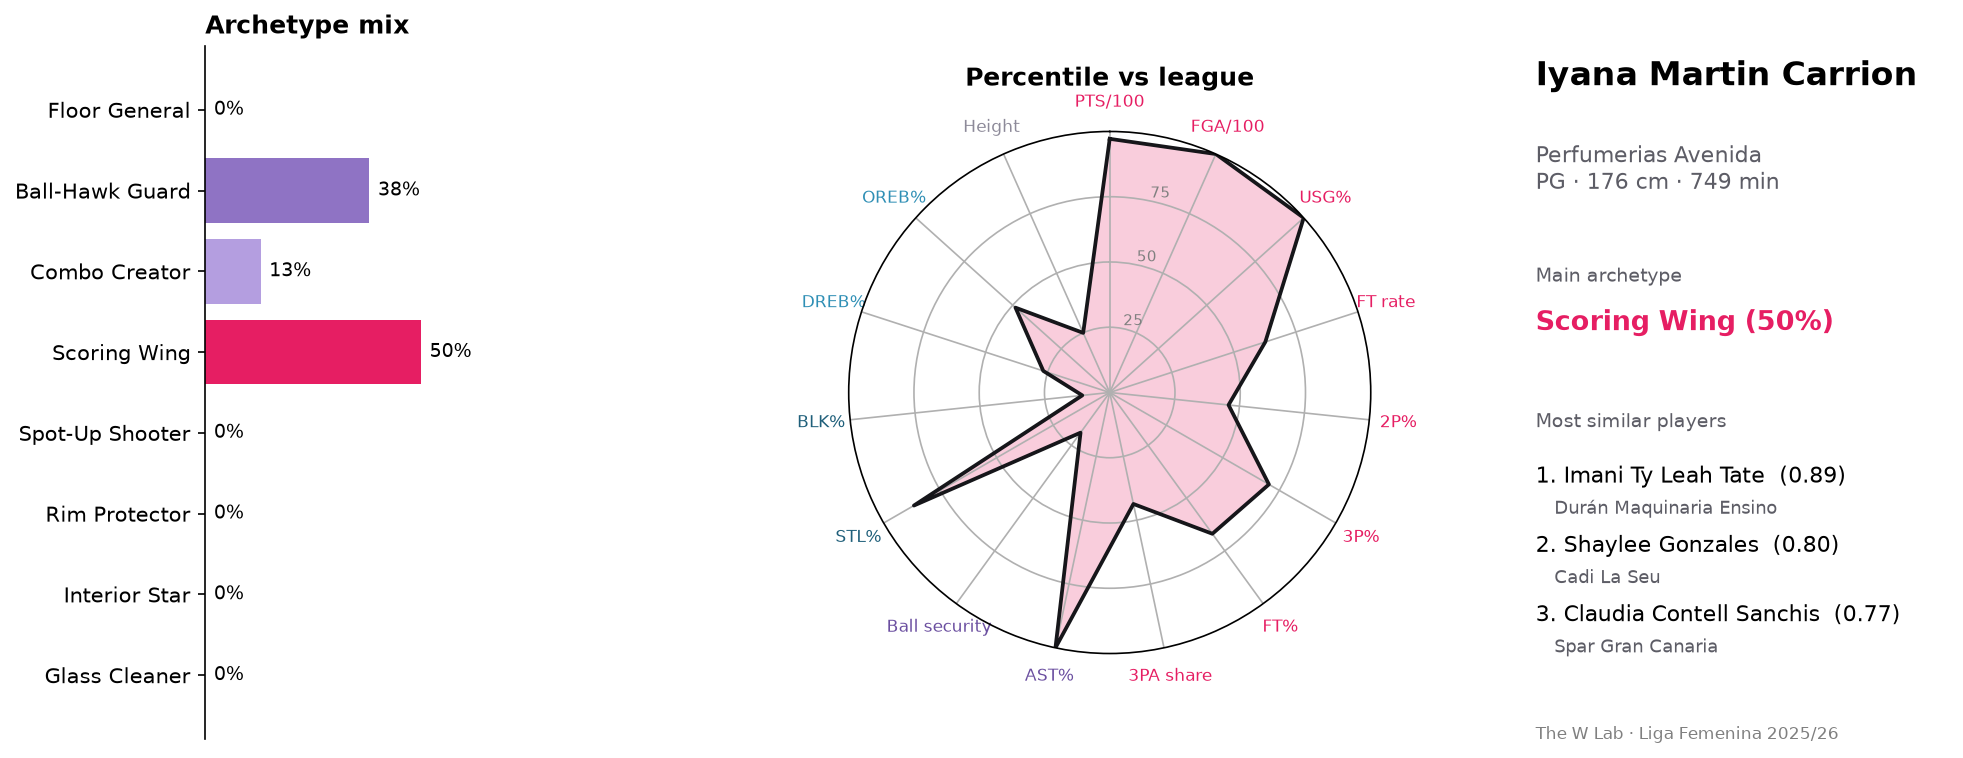 Archetype mix
Floor General
0%
Ball-Hawk Guard
38%
Combo Creator
13%
Scoring Wing
50%
Spot-Up Shooter
0%
Rim Protector
0%
Interior Star
0%
Glass Cleaner
0%
Percentile vs league
PTS/100
FGA/100
USG%
FT rate
2P%
3P%
FT%
3PA share
AST%
Ball security
STL%
BLK%
DREB%
OREB%
Height
75
50
25
Iyana Martin Carrion
Perfumerias Avenida
PG · 176 cm · 749 min
Main archetype
Scoring Wing (50%)
Most similar players
1. Imani Ty Leah Tate (0.89)
Durán Maquinaria Ensino
2. Shaylee Gonzales (0.80)
Cadi La Seu
3. Claudia Contell Sanchis (0.77)
Spar Gran Canaria
The W Lab · Liga Femenina 2025/26